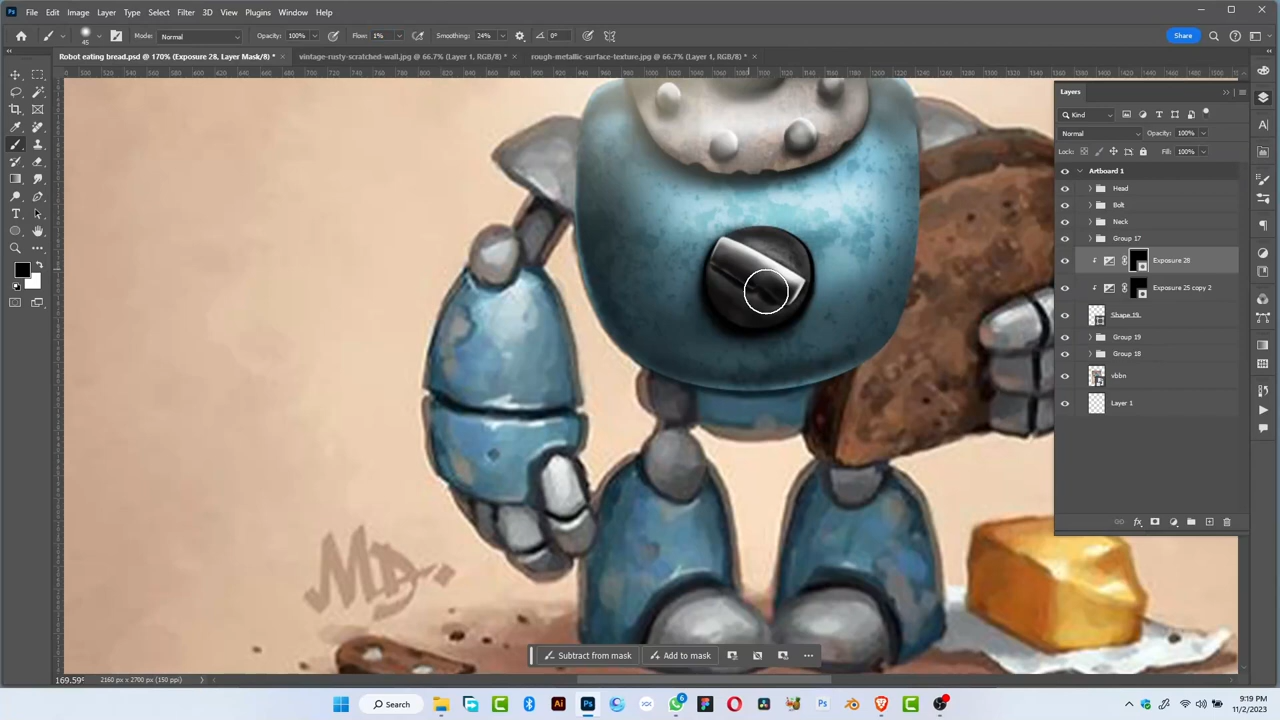 File Edit Image Layer Type Select Filter 3D View Plugins Window Help
45 Mode: Normal Opacity: 100% Flow: 1% Smoothing: 24% 0° Share
Robot eating bread.psd @ 170% (Exposure 28, Layer Mask/8) * × vintage-rusty-scratched-wall.jpg @ 66.7% (Layer 1, RGB/8) * × rough-metallic-surface-texture.jpg @ 66.7% (Layer 1, RGB/8) * ×
Layers
Kind
Normal Opacity: 100%
Lock: Fill: 100%
Artboard 1
Head
Bolt
Neck
Group 17
Exposure 28
Exposure 25 copy 2
Group 19
Group 18
vbbn
Layer 1
MD
Subtract from mask Add to mask
169.59% 2160 px x 2700 px (150 ppi)
Search 6 9:19 PM
11/2/2023